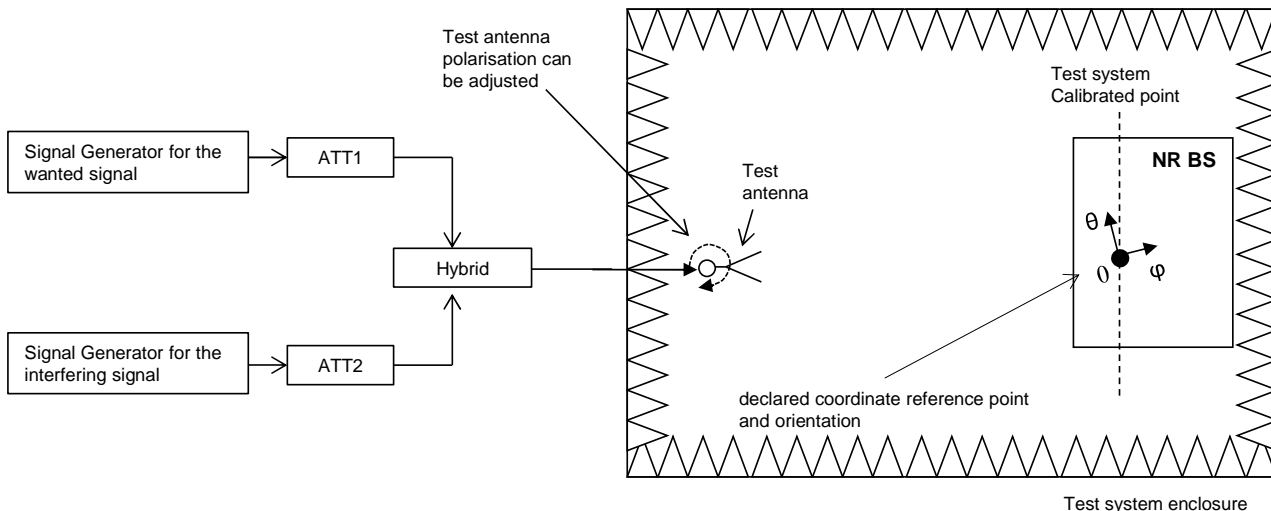 Signal Generator for the
wanted signal
ATT1
Hybrid
Signal Generator for the
interfering signal
ATT2
Test antenna
polarisation can
be adjusted
Test
antenna
Test system
Calibrated point
NR BS
θ
0
φ
declared coordinate reference point
and orientation
Test system enclosure